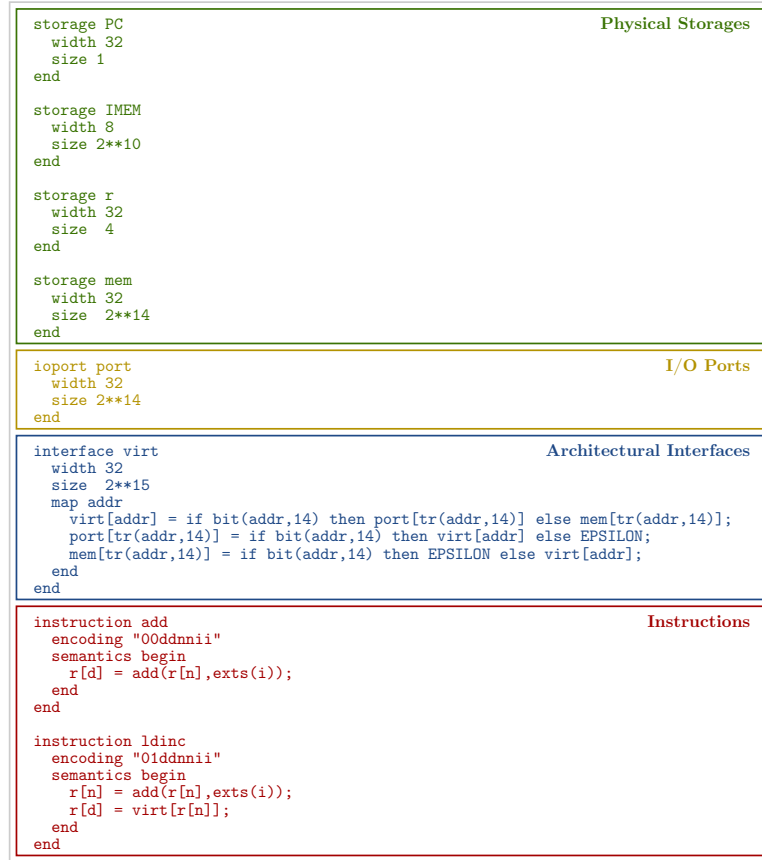 storage PC
Physical Storages
  width 32
  size 1
end
storage IMEM
  width 8
  size 2**10
end
storage r
  width 32
  size  4
end
storage mem
  width 32
  size  2**14
end
ioport port
I/O Ports
  width 32
  size 2**14
end
interface virt
Architectural Interfaces
  width 32
  size  2**15
  map addr
    virt[addr] = if bit(addr,14) then port[tr(addr,14)] else mem[tr(addr,14)];
    port[tr(addr,14)] = if bit(addr,14) then virt[addr] else EPSILON;
    mem[tr(addr,14)] = if bit(addr,14) then EPSILON else virt[addr];
  end
end
instruction add
Instructions
  encoding "00ddnnii"
  semantics begin
    r[d] = add(r[n],exts(i));
  end
end
instruction ldinc
  encoding "01ddnnii"
  semantics begin
    r[n] = add(r[n],exts(i));
    r[d] = virt[r[n]];
  end
end